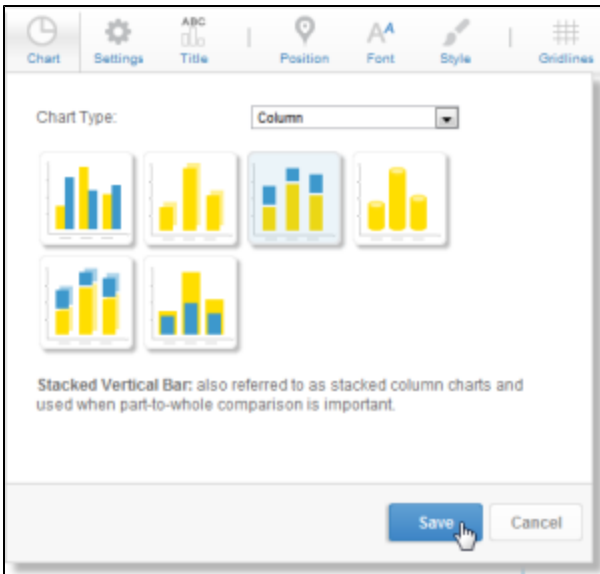 ABC
Chart Settings Title Position Font Style Gridlines
Chart Type: Column
Stacked Vertical Bar: also referred to as stacked column charts and
used when part-to-whole comparison is important.
Save Cancel